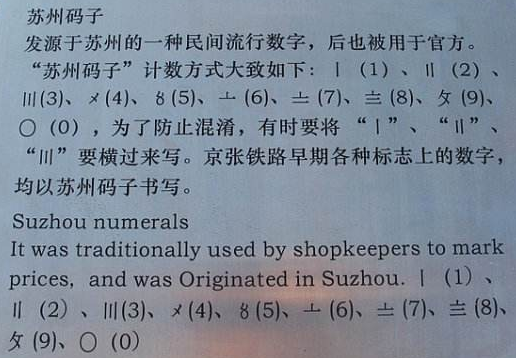 苏州码子
发源于苏州的一种民间流行数字，后也被用于官方。
“苏州码子”计数方式大致如下：〡（1）、〢（2）、
〣(3)、〤(4)、〥(5)、〦(6)、〧(7)、〨(8)、〩(9)、
〇（0），为了防止混淆，有时要将“〡”、“〢”、
“〣”要横过来写。京张铁路早期各种标志上的数字，
均以苏州码子书写。
Suzhou numerals
It was traditionally used by shopkeepers to mark
prices, and was Originated in Suzhou. 〡（1）、
〢（2）、〣(3)、〤(4)、〥(5)、〦(6)、〧(7)、〨(8)、
〩(9)、〇（0）